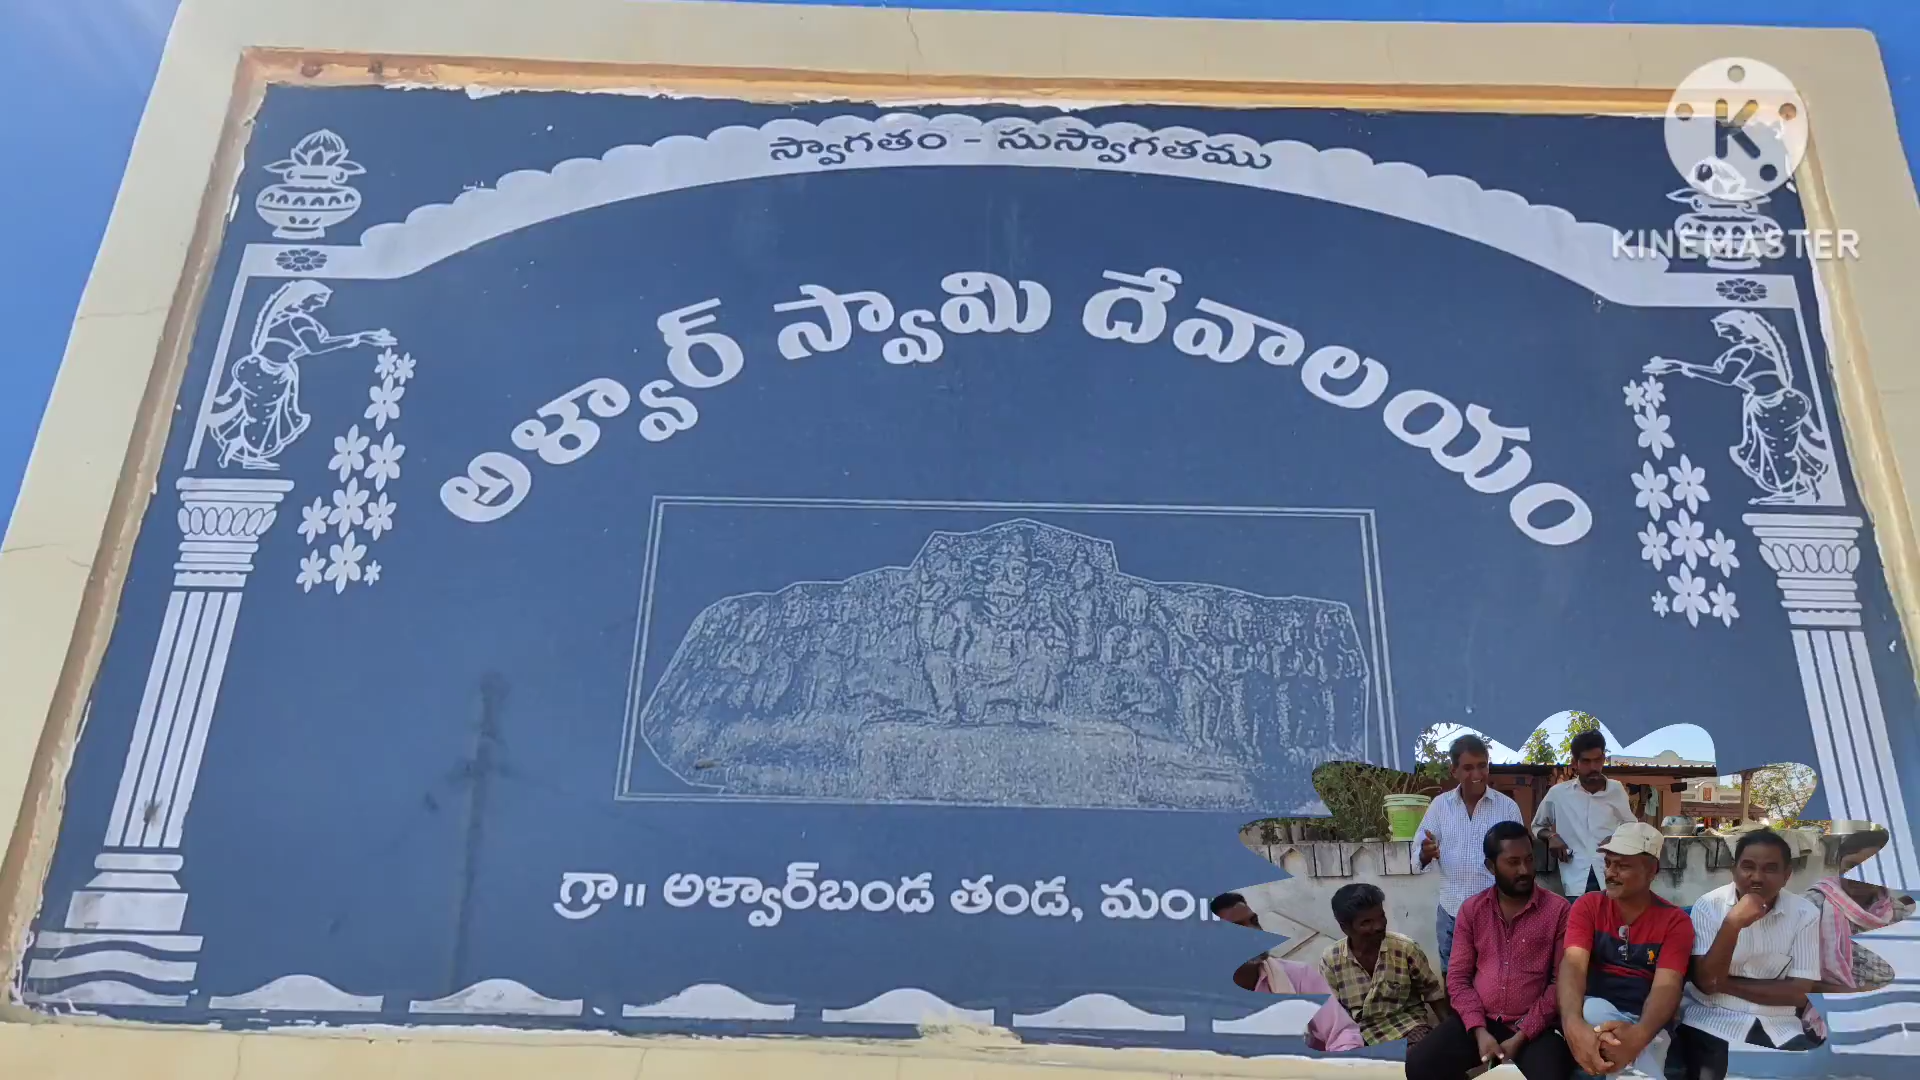 స్వాగతం - సుస్వాగతము
K
KINEMASTER
అళ్వార్ స్వామి దేవాలయం
గ్రా॥ అళ్వార్‌బండ తండ, మం॥